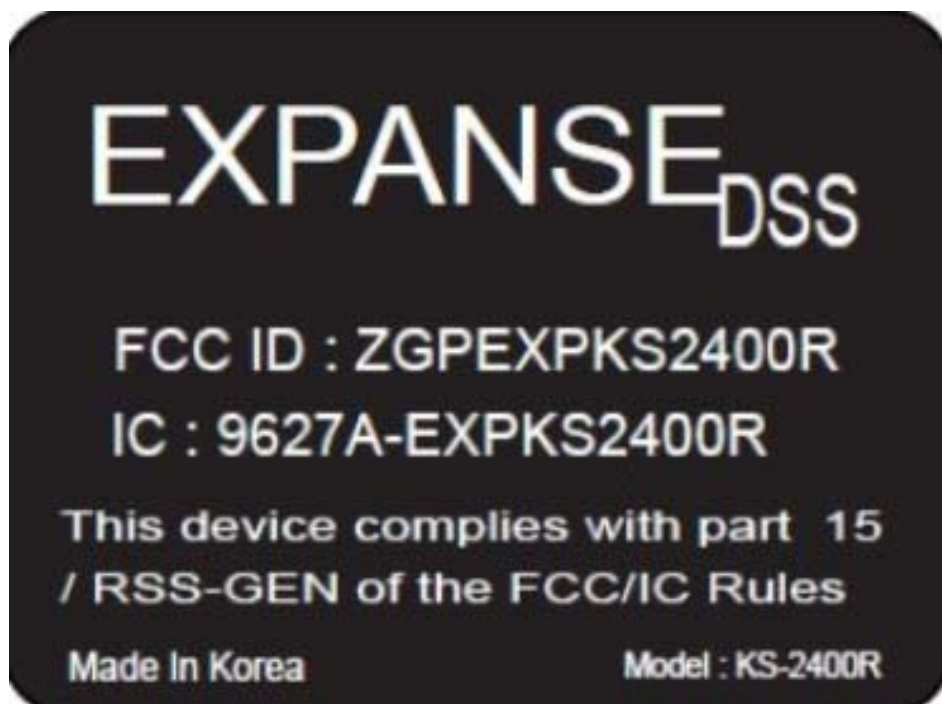 EXPANSE DSS
FCC ID : ZGPEXPKS2400R
IC : 9627A-EXPKS2400R
This device complies with part 15
/ RSS-GEN of the FCC/IC Rules
Made In Korea Model : KS-2400R